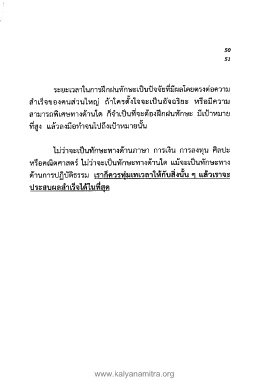 50
51
ระยะเวลาในการฝึกฝนทักษะเป็นปัจจัยที่มีผลโดยตรงต่อความ
สำเร็จของคนส่วนใหญ่ ถ้าใครตั้งใจจะเป็นอัจฉริยะ หรือมีความ
สามารถพิเศษทางด้านใด ก็จำเป็นที่จะต้องฝึกฝนทักษะ มีเป้าหมาย
ที่สูง แล้วลงมือทำจนไปถึงเป้าหมายนั้น
ไม่ว่าจะเป็นทักษะทางด้านภาษา การเงิน การลงทุน ศิลปะ
หรือคณิตศาสตร์ ไม่ว่าจะเป็นทักษะทางด้านใด แม้จะเป็นทักษะทาง
ด้านการปฏิบัติธรรม เราก็ควรทุ่มเทเวลาให้กับสิ่งนั้น ๆ แล้วเราจะ
ประสบผลสำเร็จได้ในที่สุด
www.kalyanamitra.org